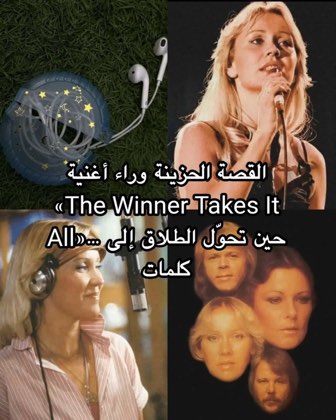 القصة الحزينة وراء أغنية
«The Winner Takes It
All»… حين تحوّل الطلاق إلى
كلمات